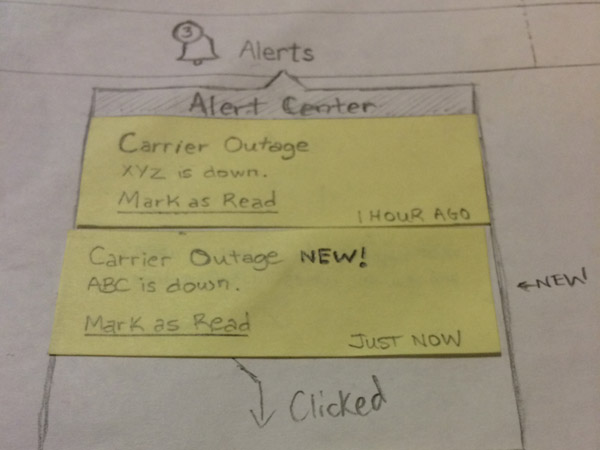 3
Alerts
Alert Center
Carrier Outage
XYZ is down.
Mark as Read
1 HOUR AGO
Carrier Outage NEW!
ABC is down.
←NEW!
Mark as Read
JUST NOW
Clicked